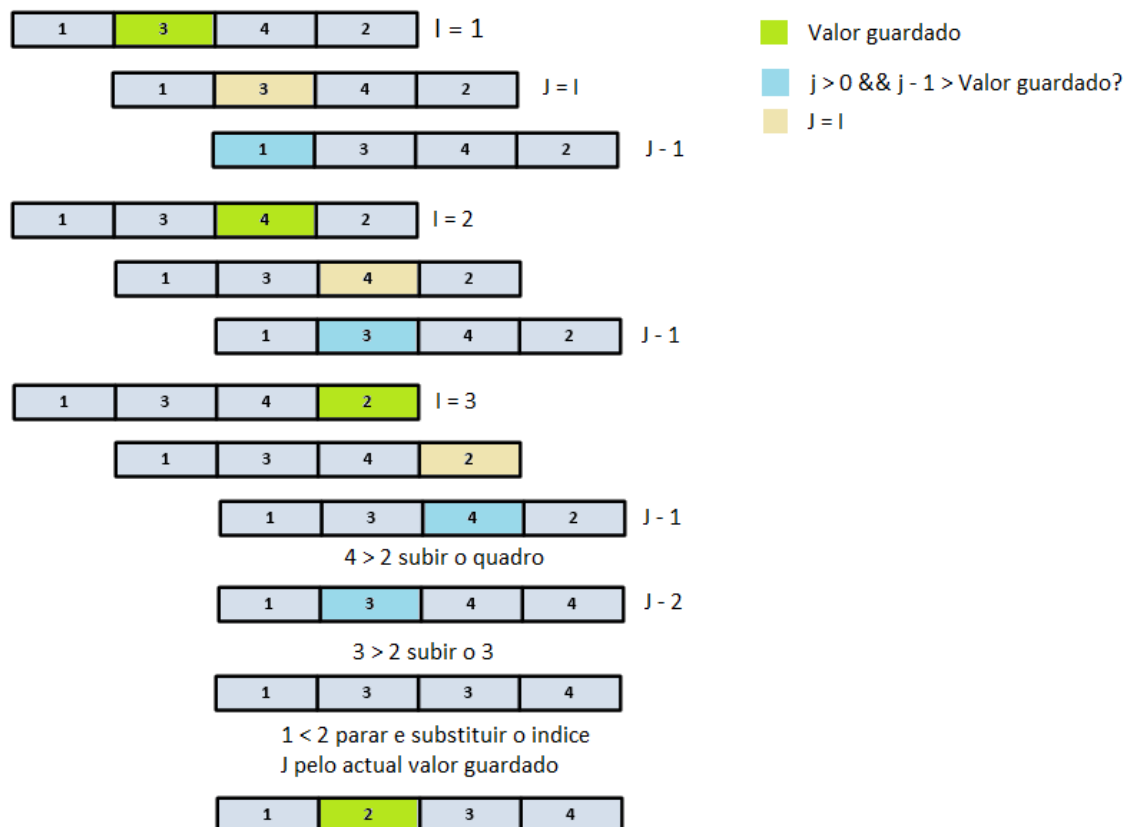 1 3 4 2 I = 1
1 3 4 2 J = I
1 3 4 2 J - 1
1 3 4 2 I = 2
1 3 4 2
1 3 4 2 J - 1
1 3 4 2 I = 3
1 3 4 2
1 3 4 2 J - 1
4 > 2 subir o quadro
1 3 4 4 J - 2
3 > 2 subir o 3
1 3 3 4
1 < 2 parar e substituir o indice
J pelo actual valor guardado
1 2 3 4
Valor guardado
j > 0 && j - 1 > Valor guardado?
J = I